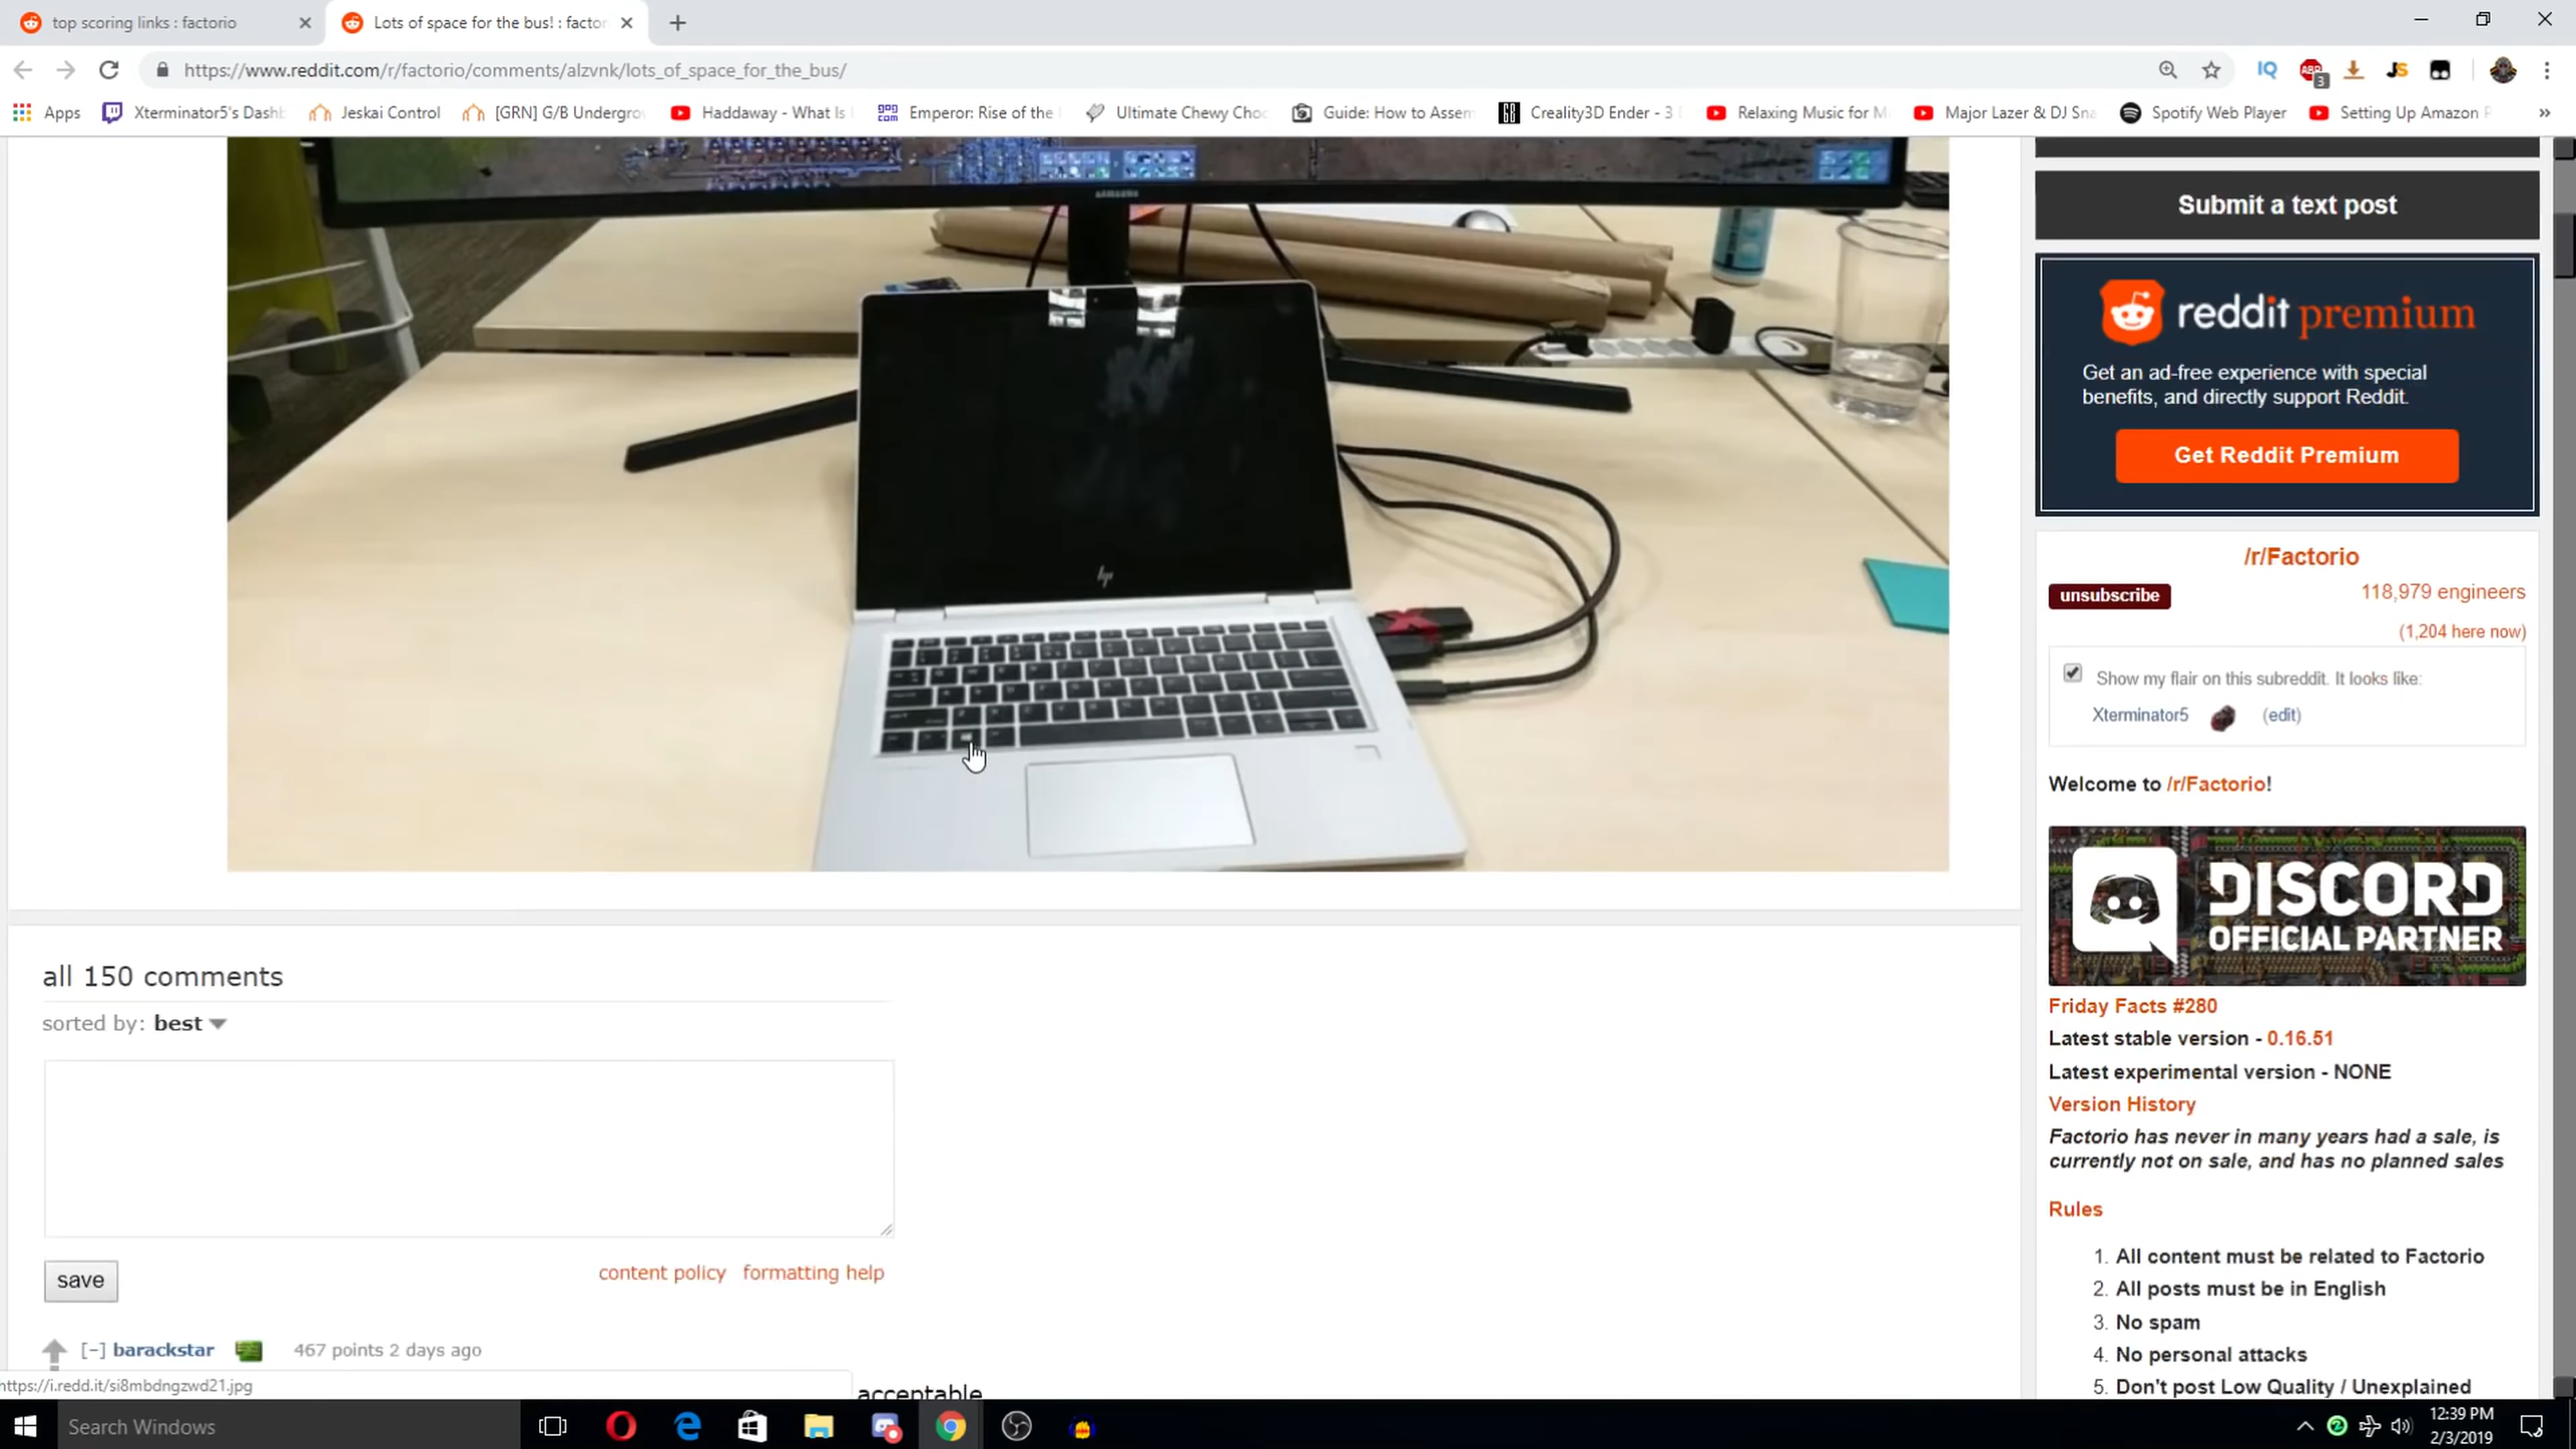 top scoring links : factorio
Lots of space for the bus! : factor
https://www.reddit.com/r/factorio/comments/alzvnk/lots_of_space_for_the_bus/
IQ
ABP
3
JS
Apps
Xterminator5's Dashb
Jeskai Control
[GRN] G/B Undergro
Haddaway - What Is
Emperor: Rise of the
Ultimate Chewy Choc
Guide: How to Assem
Creality3D Ender - 3
Relaxing Music for M
Major Lazer & DJ Sna
Spotify Web Player
Setting Up Amazon P
»
SAMSUNG
hp
Submit a text post
reddit premium
Get an ad-free experience with special
benefits, and directly support Reddit.
Get Reddit Premium
/r/Factorio
unsubscribe
118,979 engineers
(1,204 here now)
Show my flair on this subreddit. It looks like:
Xterminator5
(edit)
Welcome to /r/Factorio!
DISCORD
OFFICIAL PARTNER
Friday Facts #280
Latest stable version - 0.16.51
Latest experimental version - NONE
Version History
Factorio has never in many years had a sale, is
currently not on sale, and has no planned sales
Rules
1. All content must be related to Factorio
2. All posts must be in English
3. No spam
4. No personal attacks
5. Don't post Low Quality / Unexplained
all 150 comments
sorted by: best
save
content policy
formatting help
[-] barackstar
467 points 2 days ago
acceptable
https://i.redd.it/si8mbdngzwd21.jpg
Search Windows
12:39 PM
2/3/2019